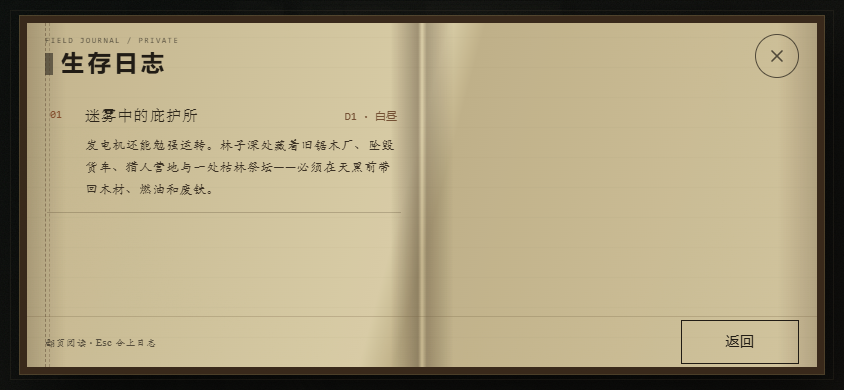 FIELD JOURNAL / PRIVATE
生存日志
01 迷雾中的庇护所 D1 · 白昼
发电机还能勉强运转。林子深处藏着旧锯木厂、坠毁
货车、猎人营地与一处枯林祭坛——必须在天黑前带
回木材、燃油和废铁。
翻页阅读 · Esc 合上日志
返回